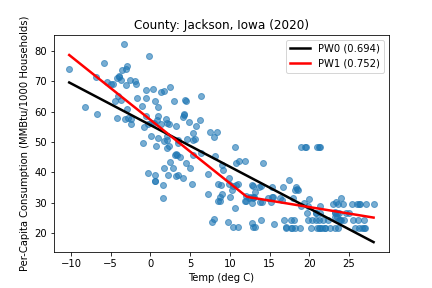 County: Jackson, Iowa (2020)
Per-Capita Consumption (MMBtu/1000 Households)
80
70
60
50
40
30
20
PW0 (0.694)
PW1 (0.752)
−10 −5 0 5 10 15 20 25
Temp (deg C)